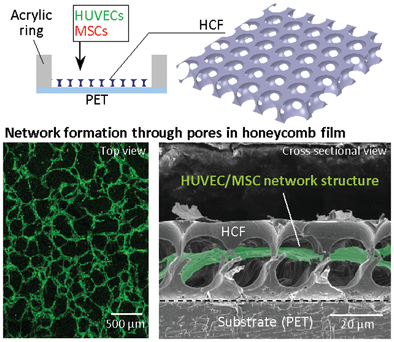 Acrylic
ring
HUVECs
MSCs
HCF
PET
Network formation through pores in honeycomb film
Top view
500 μm
Cross-sectional view
HUVEC/MSC network structure
HCF
Substrate (PET)
20 μm